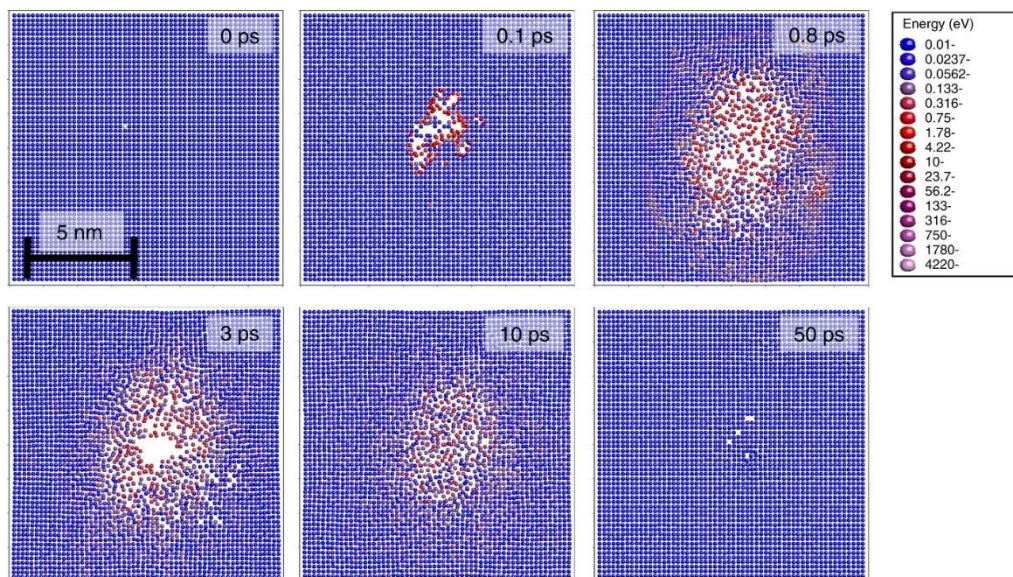 0 ps
0.1 ps
0.8 ps
5 nm
Energy (eV)
0.01-
0.0237-
0.0562-
0.133-
0.316-
0.75-
1.78-
4.22-
10-
23.7-
56.2-
133-
316-
750-
1780-
4220-
3 ps
10 ps
50 ps